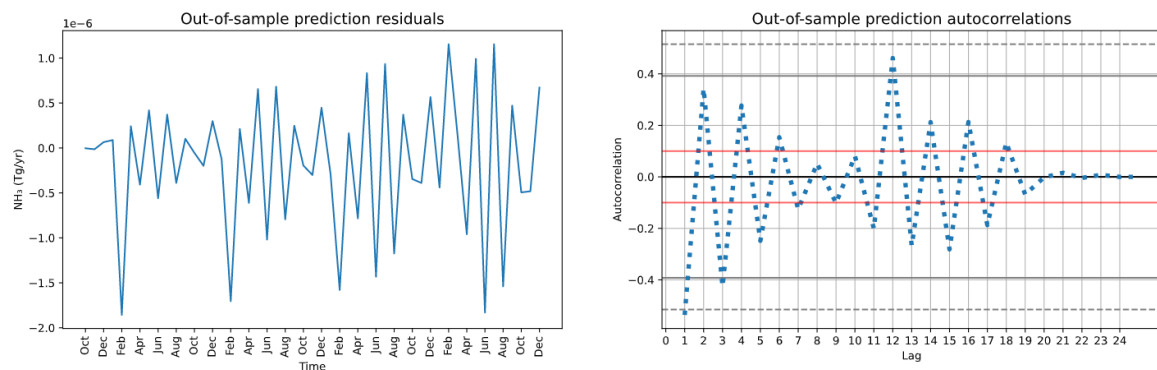 Out-of-sample prediction residuals
1e−6
1.0
0.5
0.0
−0.5
−1.0
−1.5
−2.0
NH₃ (Tg/yr)
Oct
Dec
Feb
Apr
Jun
Aug
Oct
Dec
Feb
Apr
Jun
Aug
Oct
Dec
Feb
Apr
Jun
Aug
Oct
Dec
Feb
Apr
Jun
Aug
Oct
Dec
Time
Out-of-sample prediction autocorrelations
0.4
0.2
0.0
−0.2
−0.4
Autocorrelation
0 1 2 3 4 5 6 7 8 9 10 11 12 13 14 15 16 17 18 19 20 21 22 23 24
Lag